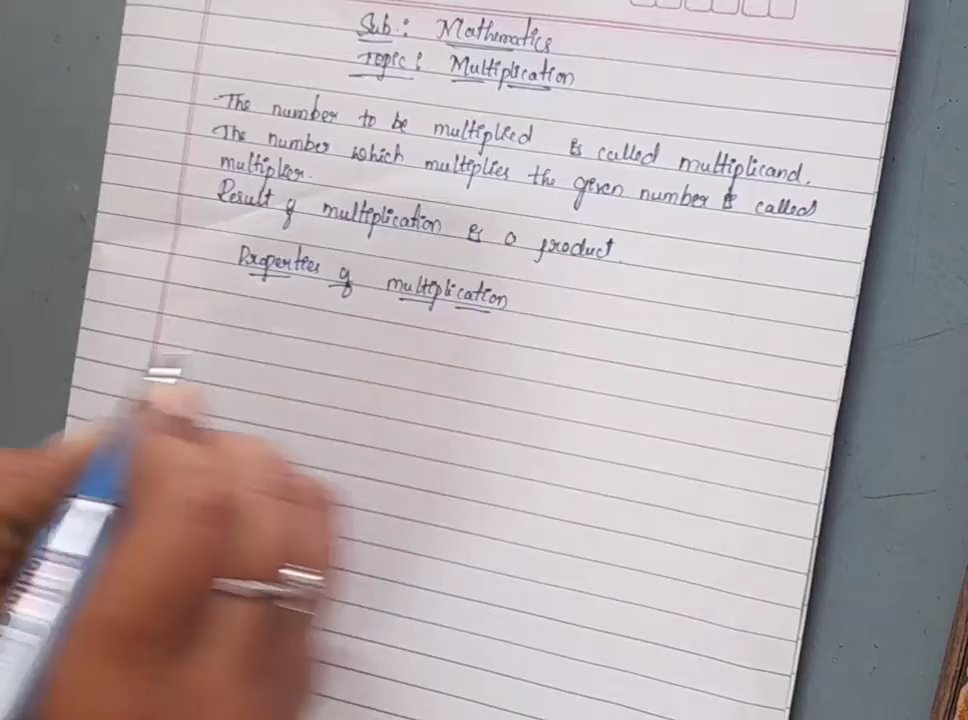 Sub: Mathematics
Topic: Multiplication
The number to be multiplied is called multiplicand.
The number which multiplies the given number is called
multiplier.
Result of multiplication is a product.
Properties of multiplication